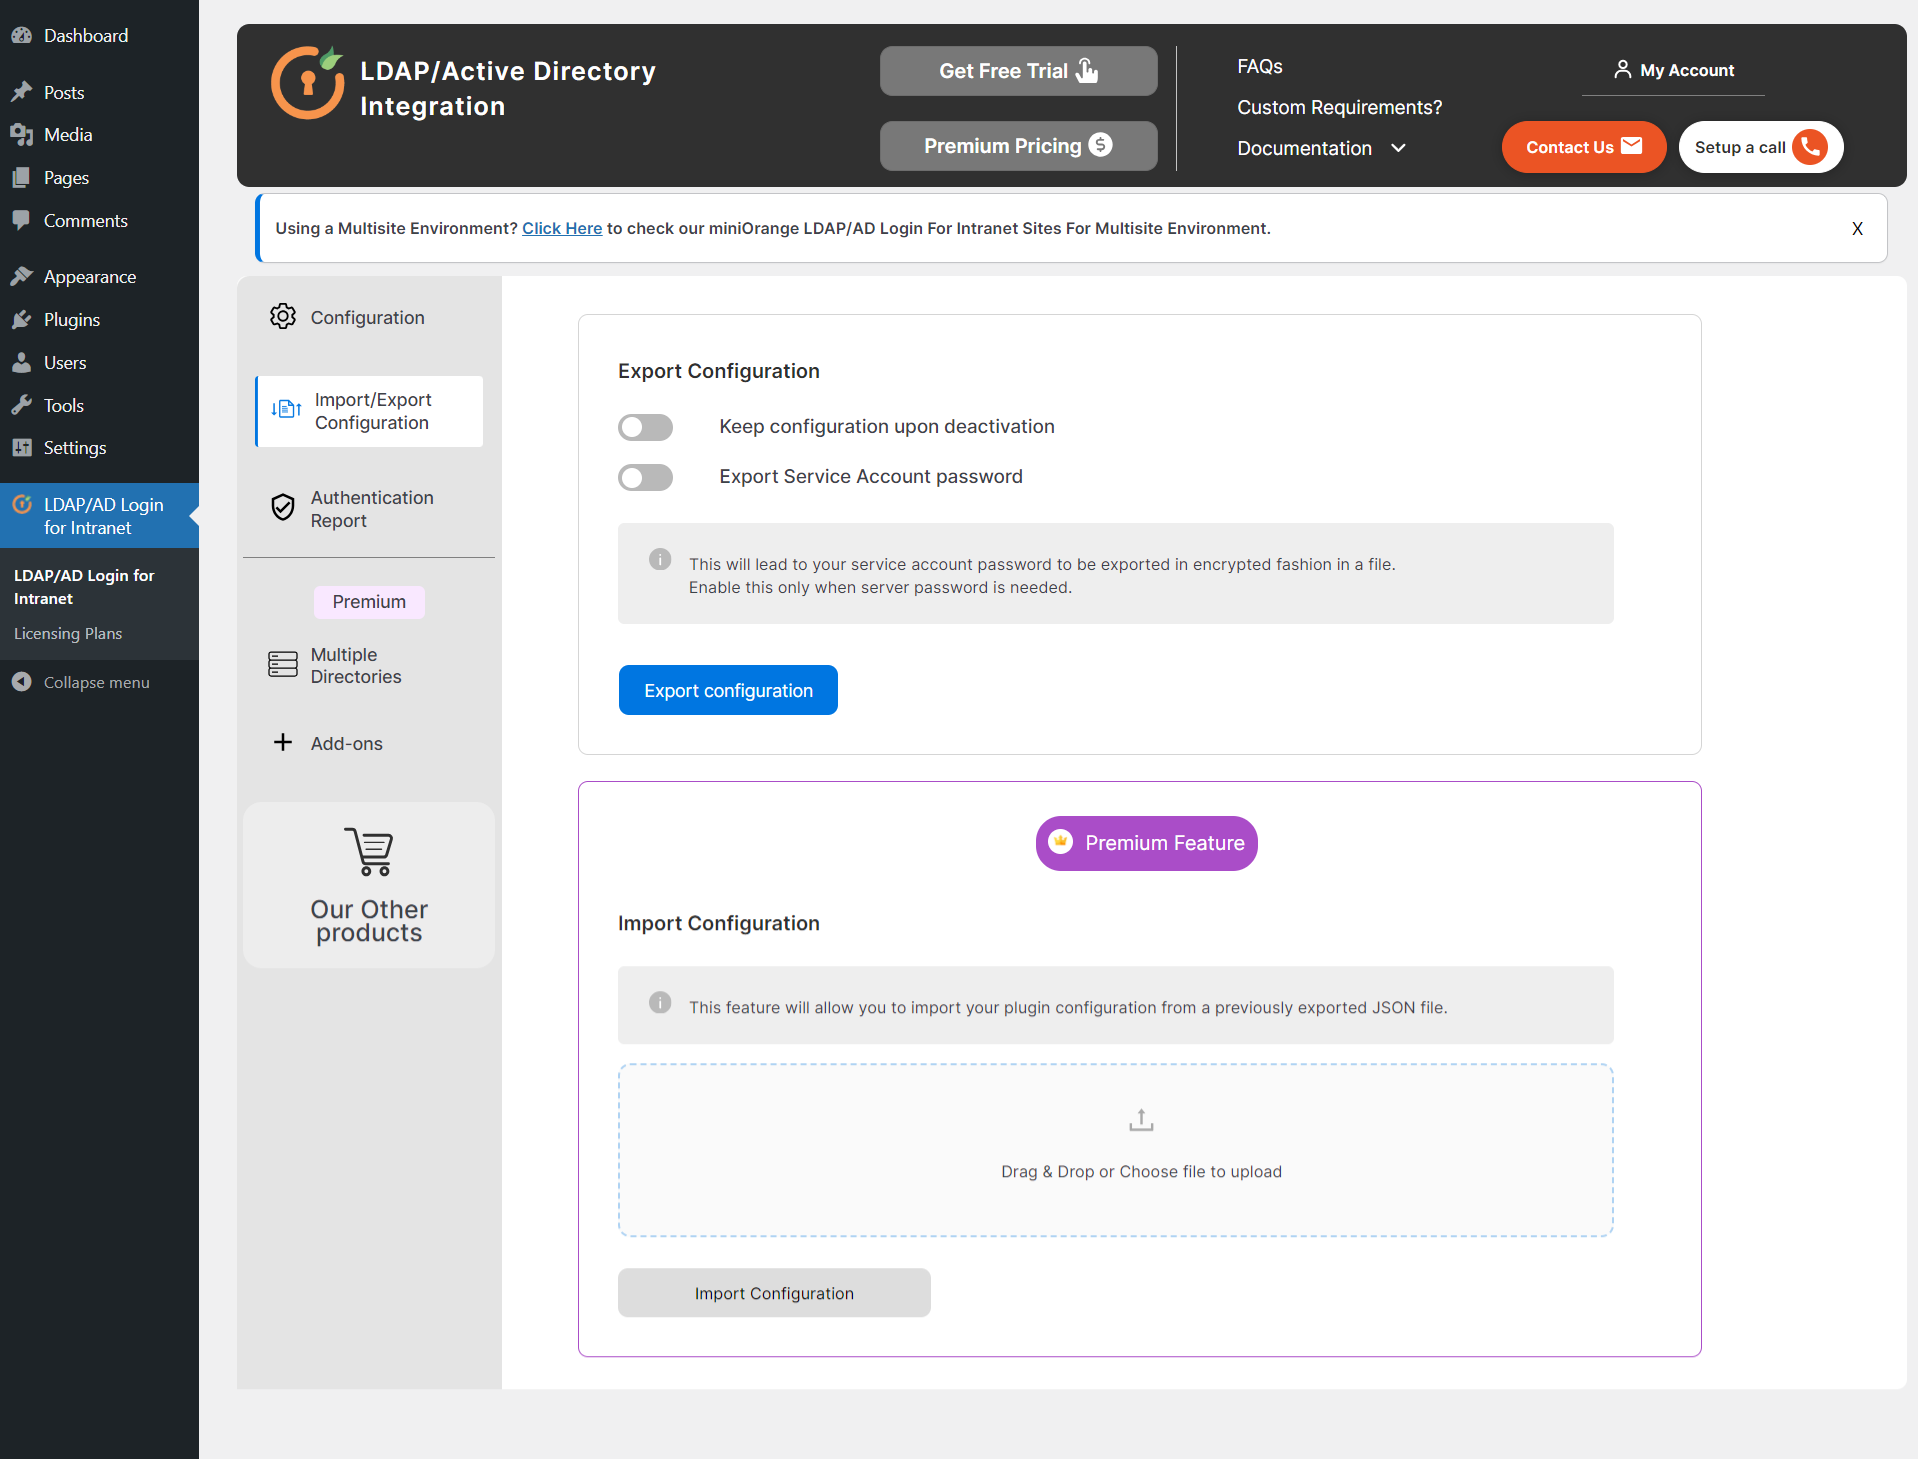 Dashboard
Posts
Media
Pages
Comments
Appearance
Plugins
Users
Tools
Settings
LDAP/AD Login
for Intranet
LDAP/AD Login for
Intranet
Licensing Plans
Collapse menu
LDAP/Active Directory
Integration
Get Free Trial
Premium Pricing
FAQs
Custom Requirements?
Documentation
My Account
Contact Us
Setup a call
Using a Multisite Environment? Click Here to check our miniOrange LDAP/AD Login For Intranet Sites For Multisite Environment.
X
Configuration
Import/Export
Configuration
Authentication
Report
Premium
Multiple
Directories
Add-ons
Our Other
products
Export Configuration
Keep configuration upon deactivation
Export Service Account password
This will lead to your service account password to be exported in encrypted fashion in a file.
Enable this only when server password is needed.
Export configuration
Premium Feature
Import Configuration
This feature will allow you to import your plugin configuration from a previously exported JSON file.
Drag & Drop or Choose file to upload
Import Configuration